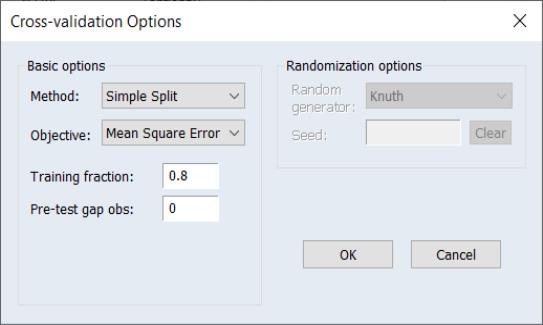 Cross-validation Options
Basic options
Method: Simple Split
Objective: Mean Square Error
Training fraction: 0.8
Pre-test gap obs: 0
Randomization options
Random generator: Knuth
Seed: Clear
OK Cancel